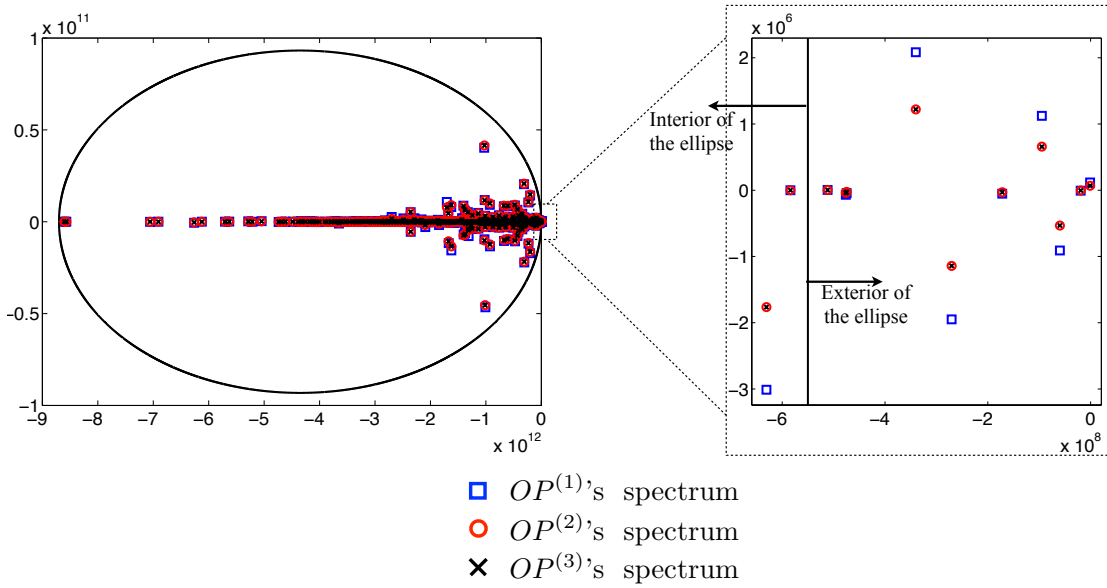 x 10^11
1
0.5
0
−0.5
−1
−9 −8 −7 −6 −5 −4 −3 −2 −1 0
x 10^12
x 10^6
2
1
0
−1
−2
−3
−6 −4 −2 0
x 10^8
Interior of
the ellipse
Exterior of
the ellipse
OP^(1)'s spectrum
OP^(2)'s spectrum
OP^(3)'s spectrum